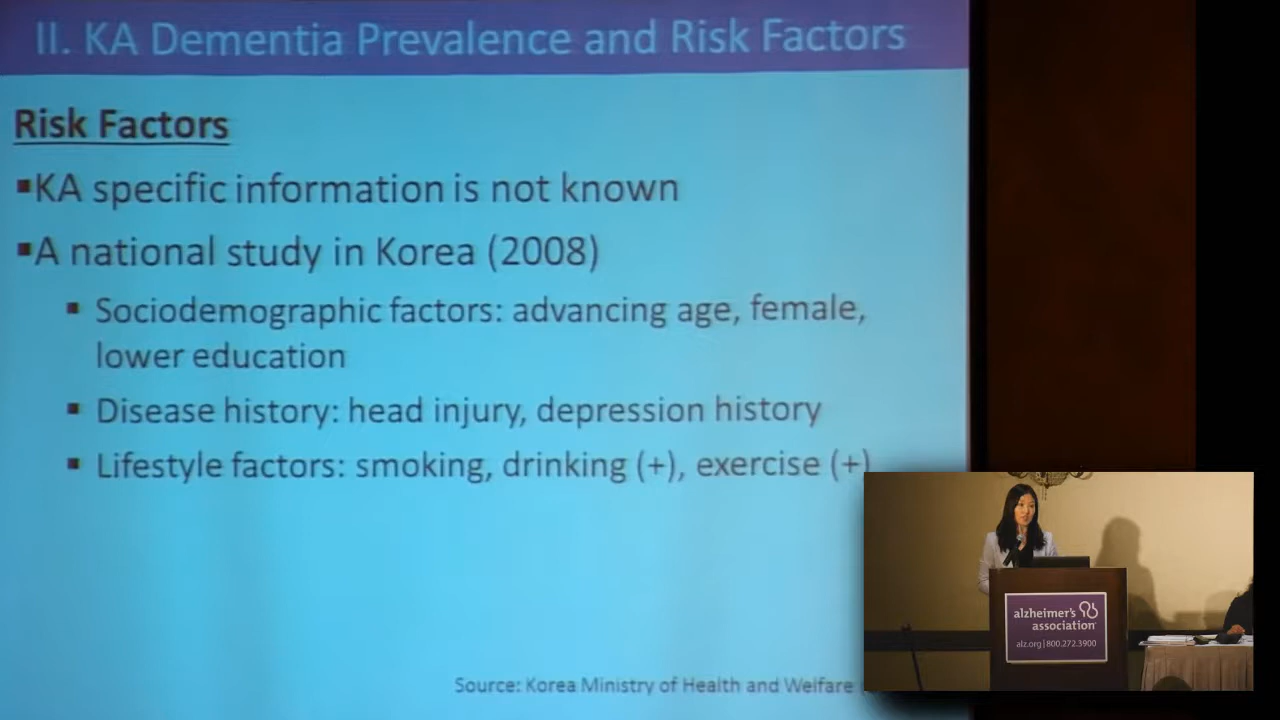 II. KA Dementia Prevalence and Risk Factors
Risk Factors
▪KA specific information is not known
▪A national study in Korea (2008)
▪ Sociodemographic factors: advancing age, female,
lower education
▪ Disease history: head injury, depression history
▪ Lifestyle factors: smoking, drinking (+), exercise (+)
Source: Korea Ministry of Health and Welfare
alzheimer's
association
alz.org | 800.272.3900